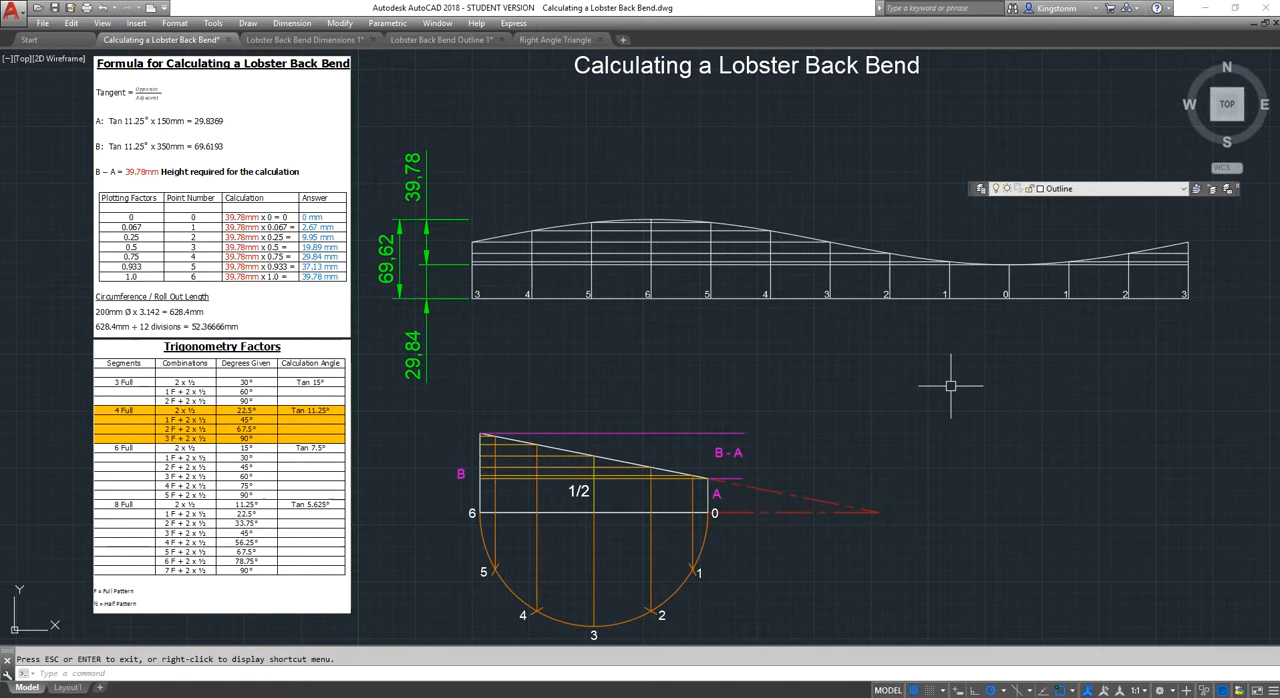 Autodesk AutoCAD 2018 - STUDENT VERSION Calculating a Lobster Back Bend.dwg
Type a keyword or phrase
Kingstonm
File Edit View Insert Format Tools Draw Dimension Modify Parametric Window Help Express
Start Calculating a Lobster Back Bend* Lobster Back Bend Dimensions 1* Lobster Back Bend Outline 1* Right Angle Triangle
[−][Top][2D Wireframe]
Formula for Calculating a Lobster Back Bend
Tangent = Opposite / Adjacent
A: Tan 11.25° x 150mm = 29.8369
B: Tan 11.25° x 350mm = 69.6193
B – A = 39.78mm Height required for the calculation
Plotting Factors Point Number Calculation Answer
0 0 39.78mm x 0 = 0 0 mm
0.067 1 39.78mm x 0.067 = 2.67 mm
0.25 2 39.78mm x 0.25 = 9.95 mm
0.5 3 39.78mm x 0.5 = 19.89 mm
0.75 4 39.78mm x 0.75 = 29.84 mm
0.933 5 39.78mm x 0.933 = 37.13 mm
1.0 6 39.78mm x 1.0 = 39.78 mm
Circumference / Roll Out Length
200mm Ø x 3.142 = 628.4mm
628.4mm ÷ 12 divisions = 52.36666mm
Trigonometry Factors
Segments Combinations Degrees Given Calculation Angle
3 Full 2 x ½ 30° Tan 15°
1 F + 2 x ½ 60°
2 F + 2 x ½ 90°
4 Full 2 x ½ 22.5° Tan 11.25°
1 F + 2 x ½ 45°
2 F + 2 x ½ 67.5°
3 F + 2 x ½ 90°
6 Full 2 x ½ 15° Tan 7.5°
1 F + 2 x ½ 30°
2 F + 2 x ½ 45°
3 F + 2 x ½ 60°
4 F + 2 x ½ 75°
5 F + 2 x ½ 90°
8 Full 2 x ½ 11.25° Tan 5.625°
1 F + 2 x ½ 22.5°
2 F + 2 x ½ 33.75°
3 F + 2 x ½ 45°
4 F + 2 x ½ 56.25°
5 F + 2 x ½ 67.5°
6 F + 2 x ½ 78.75°
7 F + 2 x ½ 90°
F = Full Pattern
½ = Half Pattern
Calculating a Lobster Back Bend
N
W TOP E
S
WCS
Outline
39,78
69,62
29,84
3 4 5 6 5 4 3 2 1 0 1 2 3
B - A
B
A
1/2
6 0
5 1
4 2
3
Y
X
Press ESC or ENTER to exit, or right-click to display shortcut menu.
Type a command
Model Layout1 +
MODEL
1:1